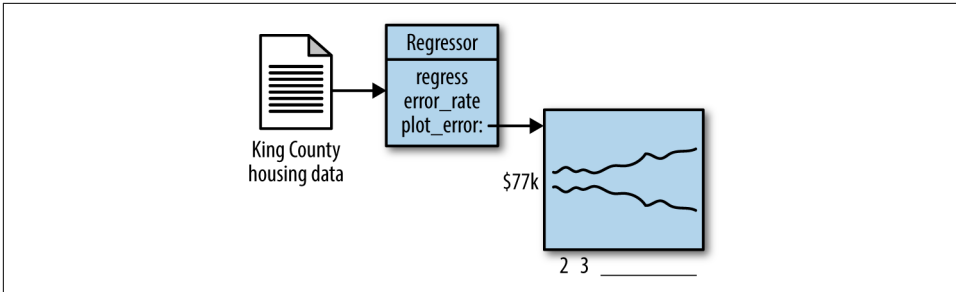 Regressor
regress
error_rate
plot_error:
King County
housing data
$77k
2 3